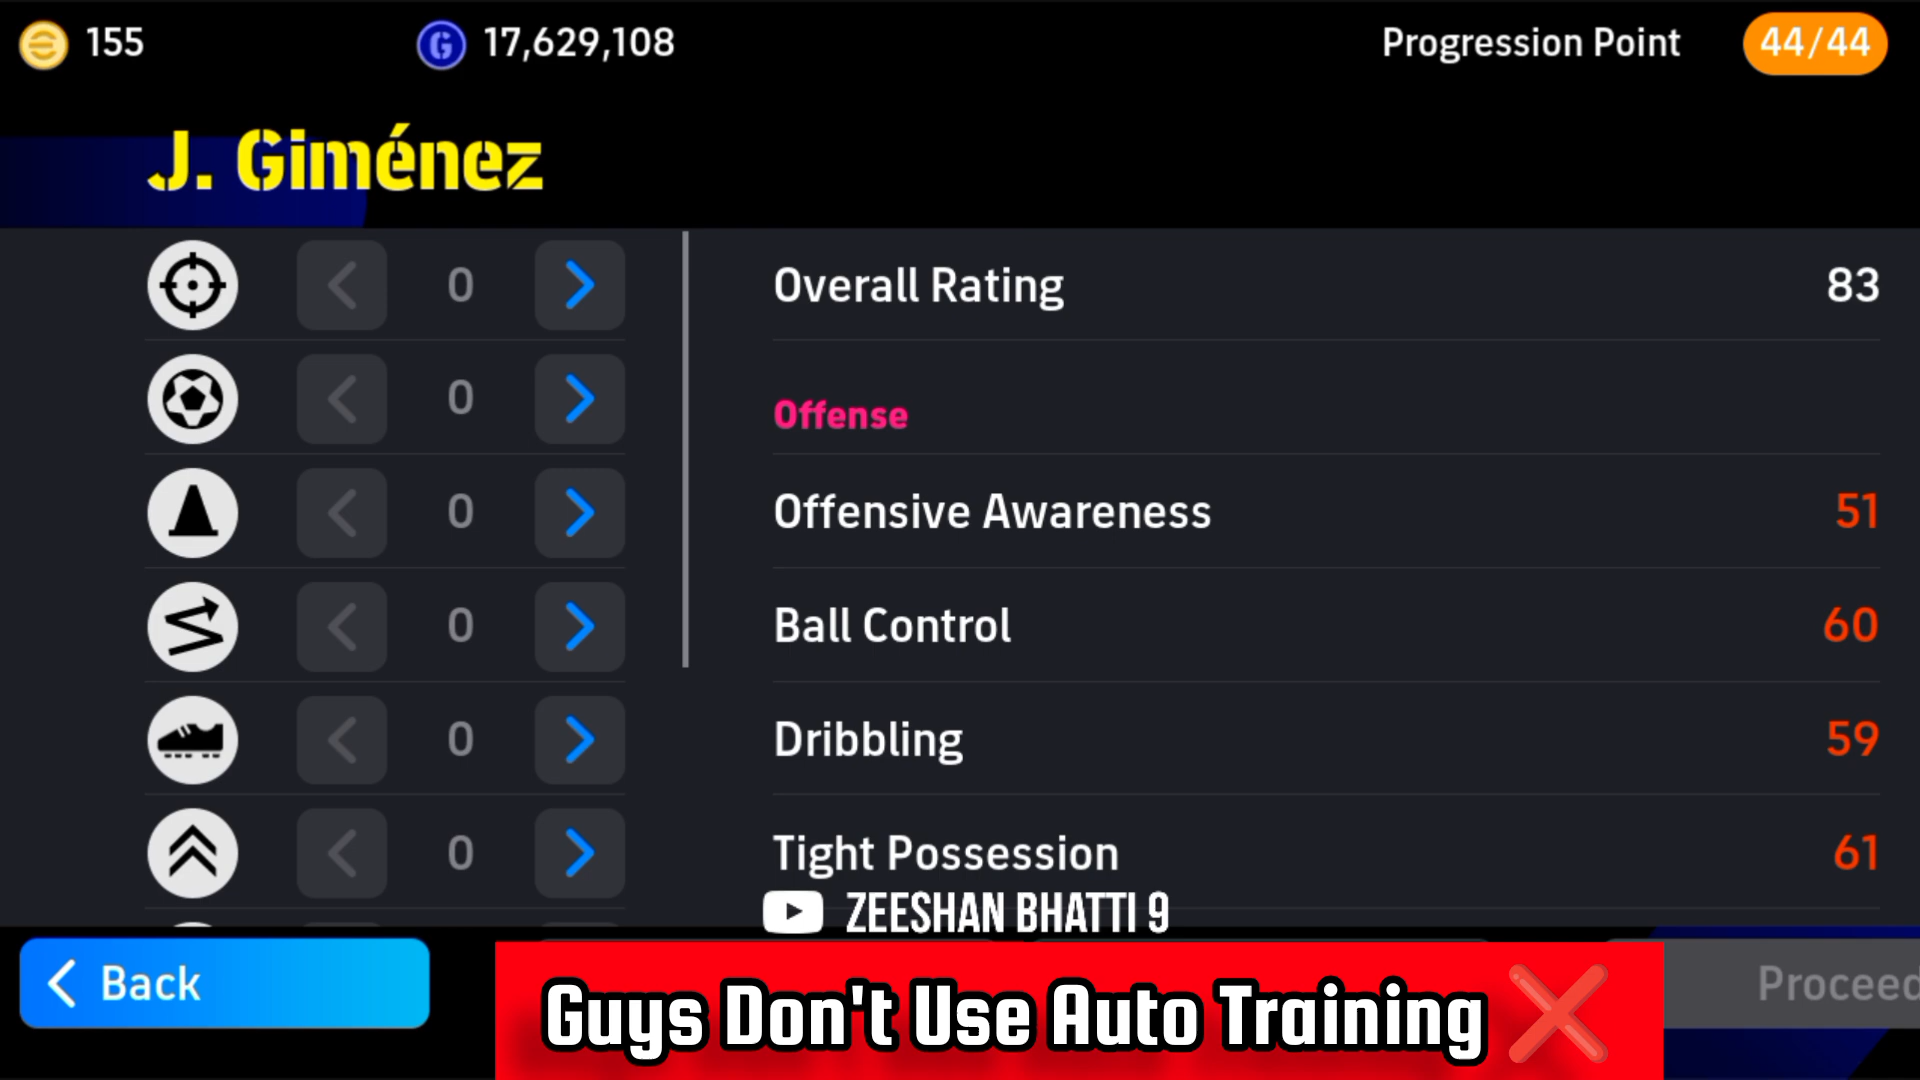 155
17,629,108
Progression Point
44/44
J. Giménez
0
Overall Rating
83
0
Offense
0
Offensive Awareness
51
0
Ball Control
60
0
Dribbling
59
0
Tight Possession
61
ZEESHAN BHATTI 9
Back
Guys Don't Use Auto Training
Proceed